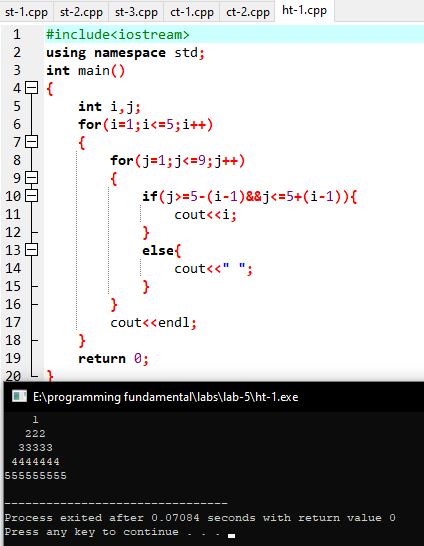 st-1.cpp st-2.cpp st-3.cpp ct-1.cpp ct-2.cpp ht-1.cpp
1 #include<iostream>
2 using namespace std;
3 int main()
4 {
5 int i,j;
6 for(i=1;i<=5;i++)
7 {
8 for(j=1;j<=9;j++)
9 {
10 if(j>=5-(i-1)&&j<=5+(i-1)){
11 cout<<i;
12 }
13 else{
14 cout<<" ";
15 }
16 }
17 cout<<endl;
18 }
19 return 0;
20 }
E:\programming fundamental\labs\lab-5\ht-1.exe
1
222
33333
4444444
555555555
--------------------------------
Process exited after 0.07084 seconds with return value 0
Press any key to continue . . .